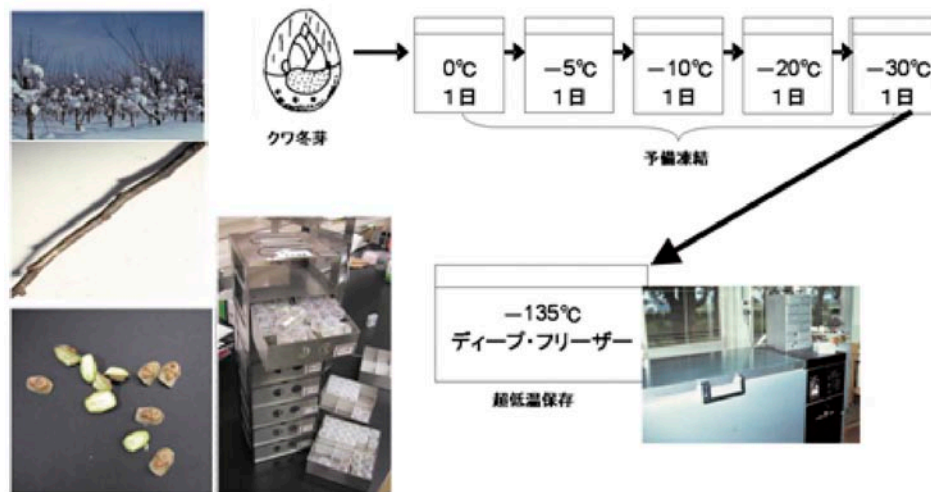 0℃
1日
−5℃
1日
−10℃
1日
−20℃
1日
−30℃
1日
クワ冬芽
予備凍結
−135℃
ディープ・フリーザー
超低温保存